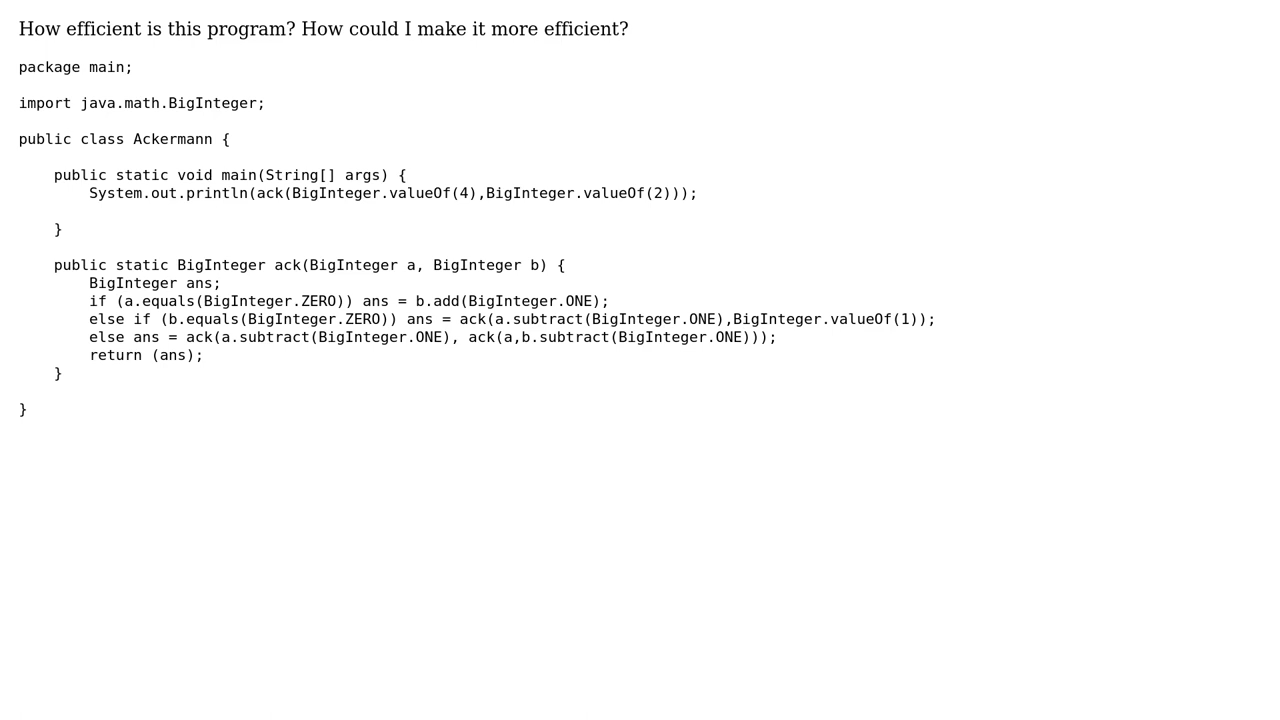 How efficient is this program? How could I make it more efficient?
package main;
import java.math.BigInteger;
public class Ackermann {
    public static void main(String[] args) {
        System.out.println(ack(BigInteger.valueOf(4),BigInteger.valueOf(2)));
    }
    public static BigInteger ack(BigInteger a, BigInteger b) {
        BigInteger ans;
        if (a.equals(BigInteger.ZERO)) ans = b.add(BigInteger.ONE);
        else if (b.equals(BigInteger.ZERO)) ans = ack(a.subtract(BigInteger.ONE),BigInteger.valueOf(1));
        else ans = ack(a.subtract(BigInteger.ONE), ack(a,b.subtract(BigInteger.ONE)));
        return (ans);
    }
}